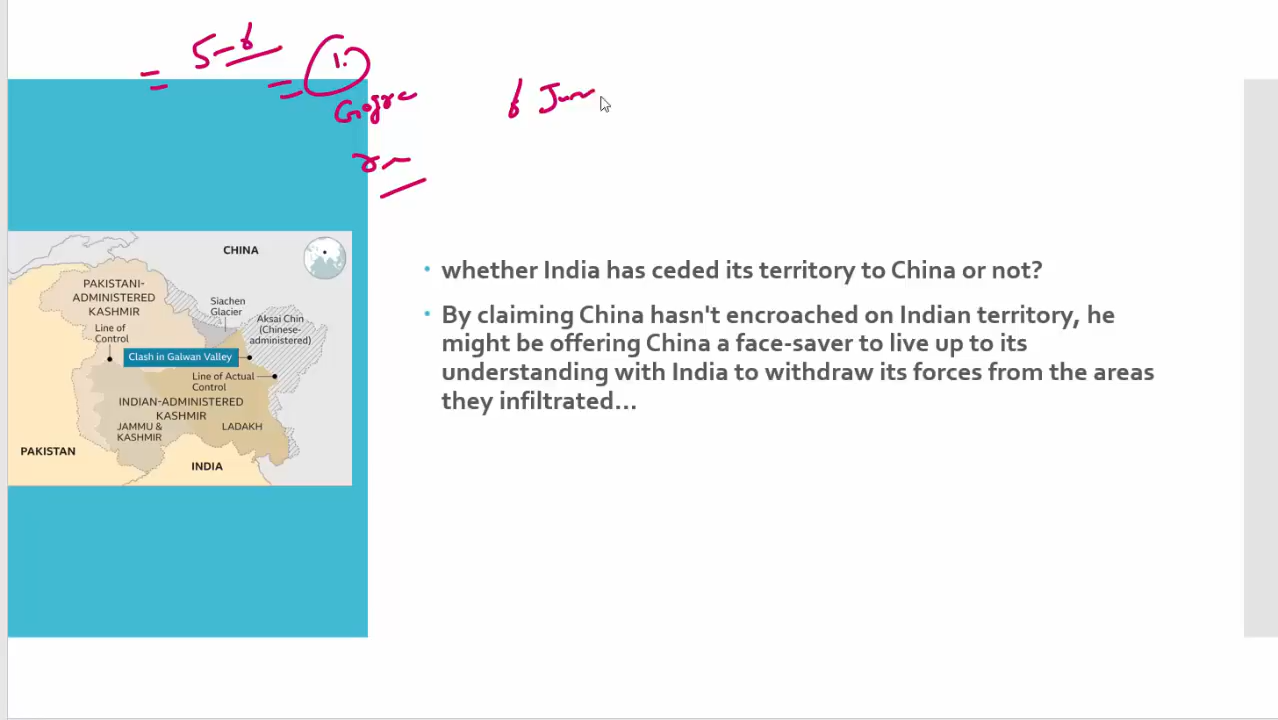 5-6
1.
Gogra
6 June
CHINA
PAKISTANI-
ADMINISTERED
KASHMIR
Siachen
Glacier
Aksai Chin
(Chinese-
administered)
Line of
Control
Clash in Galwan Valley
Line of Actual
Control
INDIAN-ADMINISTERED
KASHMIR
JAMMU &
KASHMIR
LADAKH
PAKISTAN
INDIA
• whether India has ceded its territory to China or not?
• By claiming China hasn't encroached on Indian territory, he
might be offering China a face-saver to live up to its
understanding with India to withdraw its forces from the areas
they infiltrated...